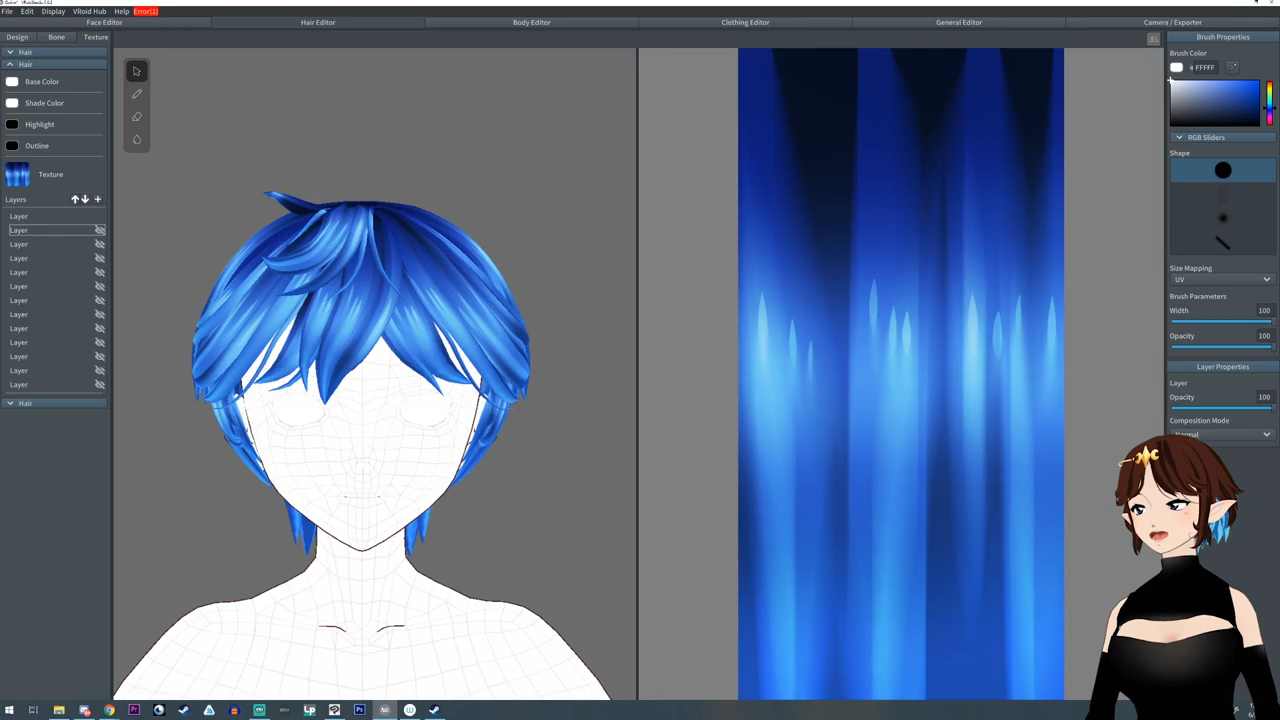 File Edit Display VRoid Hub Help Error(1)
Face Editor Hair Editor Body Editor Clothing Editor General Editor Camera / Exporter
Design Bone Texture
Hair
Hair
Base Color
Shade Color
Highlight
Outline
Texture
Layers
Layer
Layer
Layer
Layer
Layer
Layer
Layer
Layer
Layer
Layer
Layer
Layer
Layer
Hair
Brush Properties
Brush Color
FFFFF
RGB Sliders
Shape
Size Mapping
UV
Brush Parameters
Width 100
Opacity 100
Layer Properties
Layer
Opacity 100
Composition Mode
Normal